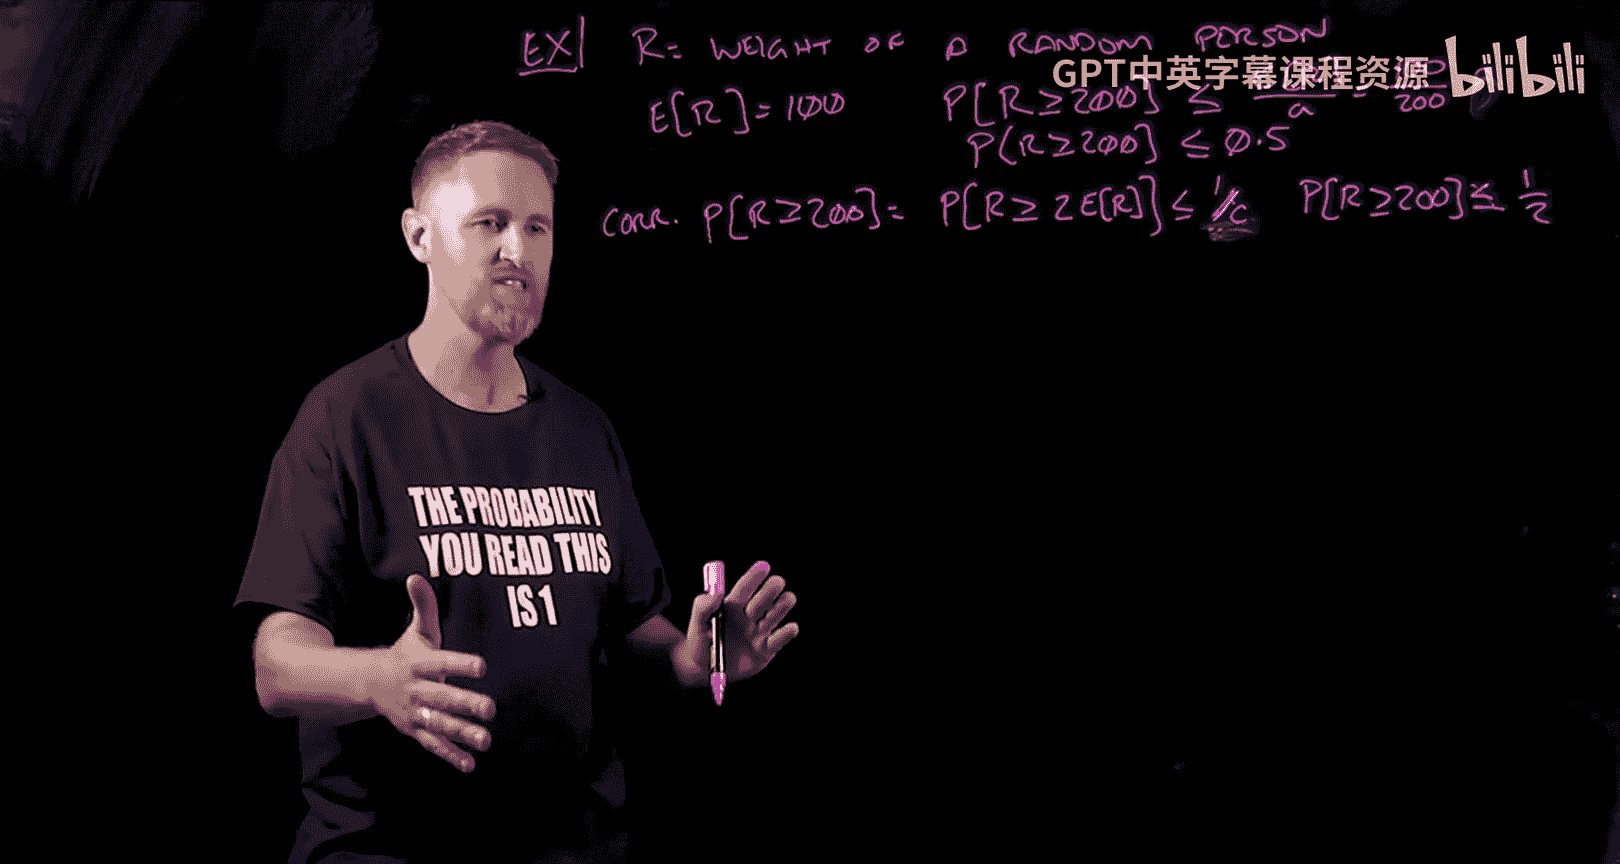 EX| R= WEIGHT OF A RANDOM PERSON
GPT中英字幕课程资源 bilibili
E[R]=100 P[R≥200] ≤ a 200
P(R≥200] ≤ 0.5
CORR. P[R≥200]= P[R≥2E[R]]≤ 1/c P[R≥200]≤ 1/2
THE PROBABILITY
YOU READ THIS
IS 1